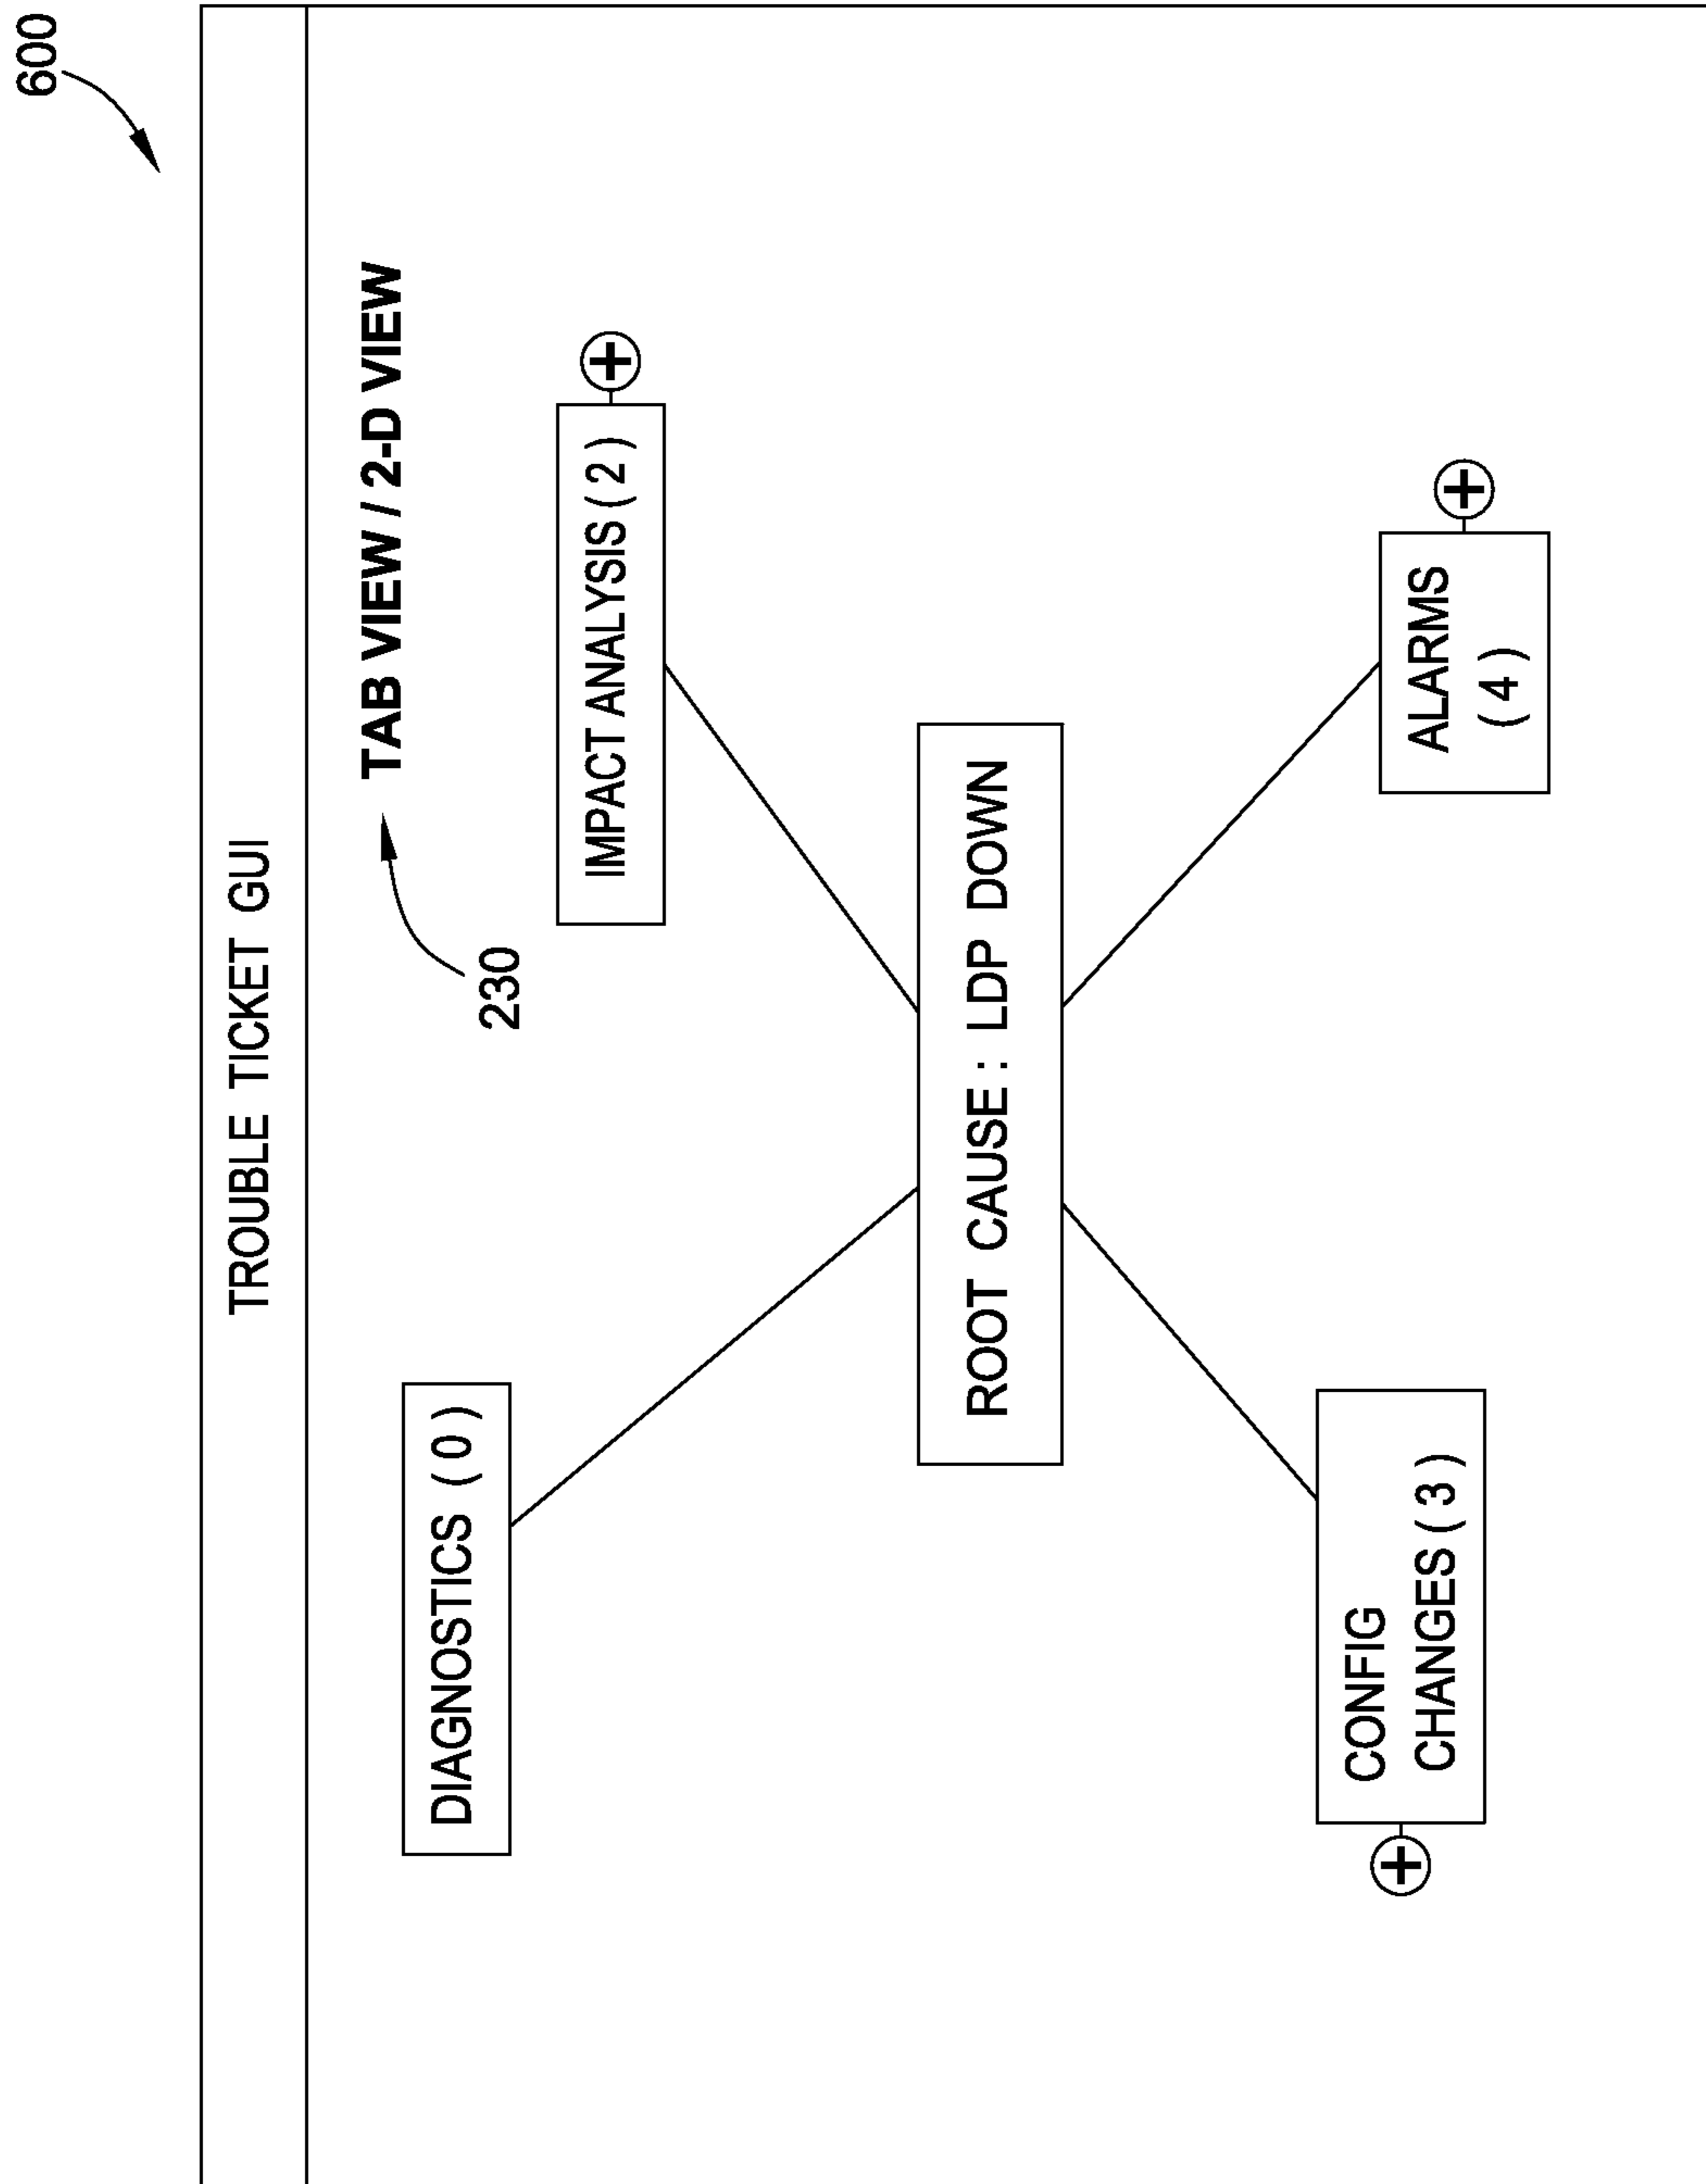 600
TROUBLE TICKET GUI
TAB VIEW / 2-D VIEW
230
DIAGNOSTICS ( 0 )
IMPACT ANALYSIS ( 2 )
ROOT CAUSE : LDP DOWN
CONFIG
CHANGES ( 3 )
ALARMS
( 4 )